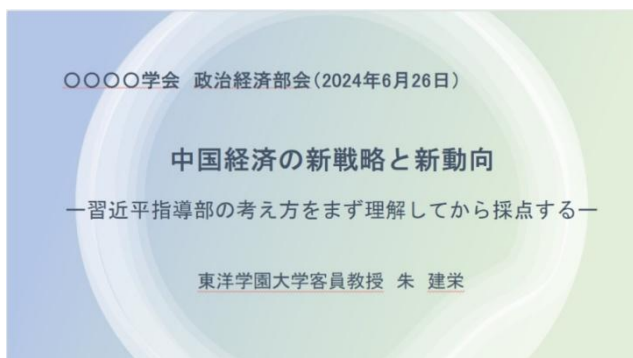 〇〇〇〇学会 政治経済部会(2024年6月26日)
中国経済の新戦略と新動向
―習近平指導部の考え方をまず理解してから採点する―
東洋学園大学客員教授 朱 建栄